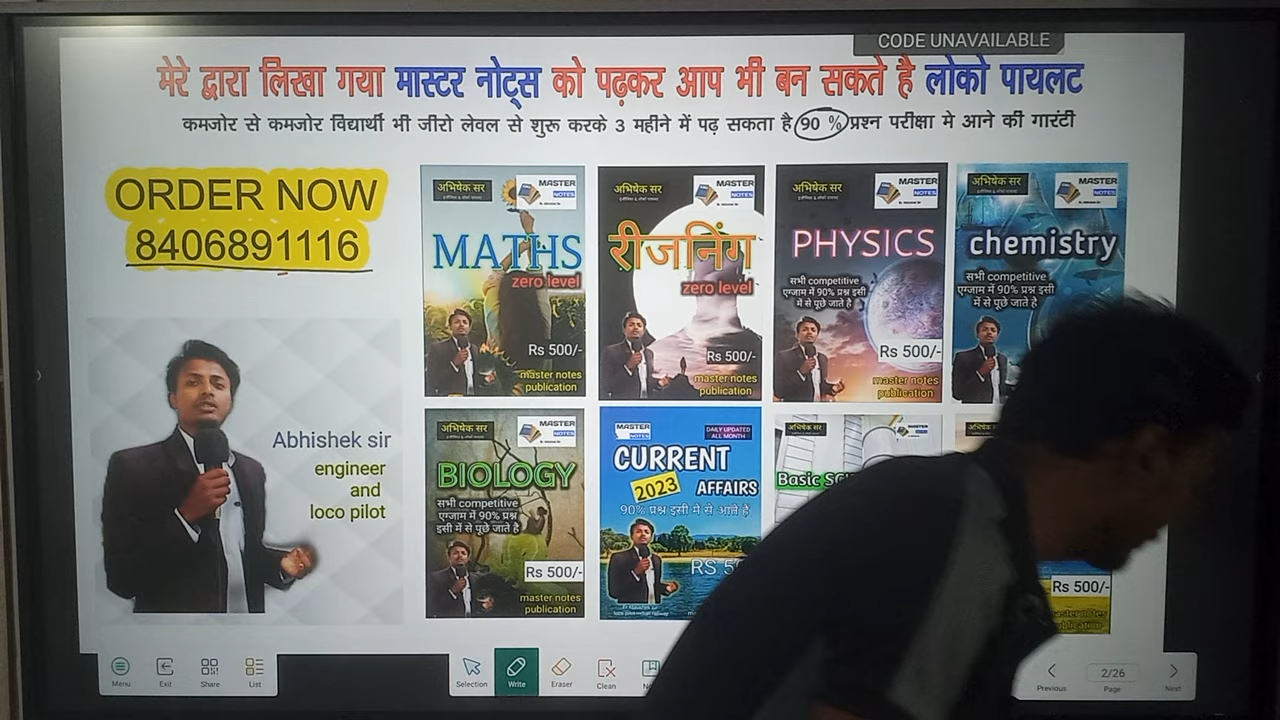 CODE UNAVAILABLE
मेरे द्वारा लिखा गया मास्टर नोट्स को पढ़कर आप भी बन सकते है लोको पायलट
कमजोर से कमजोर विद्यार्थी भी जीरो लेवल से शुरू करके 3 महीने में पढ़ सकता है 90 % प्रश्न परीक्षा मे आने की गारंटी
ORDER NOW
8406891116
Abhishek sir
engineer
and
loco pilot
अभिषेक सर
MASTER
NOTES
MATHS
zero level
Rs 500/-
master notes
publication
अभिषेक सर
MASTER
NOTES
रीजनिंग
zero level
Rs 500/-
master notes
publication
अभिषेक सर
MASTER
NOTES
PHYSICS
सभी competitive
एग्जाम में 90% प्रश्न इसी
में से पूछे जाते है
Rs 500/-
master notes
publication
अभिषेक सर
MASTER
NOTES
chemistry
सभी competitive
एग्जाम में 90% प्रश्न इसी
में से पूछे जाते है
अभिषेक सर
MASTER
NOTES
BIOLOGY
सभी competitive
एग्जाम में 90% प्रश्न
इसी में से पूछे जाते है
Rs 500/-
master notes
publication
MASTER
NOTES
DAILY UPDATED
ALL MONTH
CURRENT
2023 AFFAIRS
90% प्रश्न इसी में से आते है
अभिषेक सर
MASTER
NOTES
Basic
Rs 500/-
Menu
Exit
Share
List
Selection
Write
Eraser
Clean
Previous
2/26
Page
Next